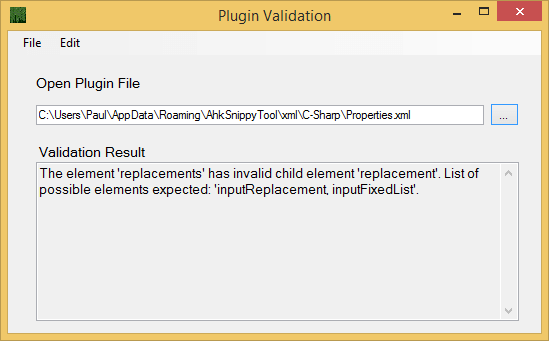 Plugin Validation
File Edit
Open Plugin File
C:\Users\Paul\AppData\Roaming\AhkSnippyTool\xml\C-Sharp\Properties.xml
...
Validation Result
The element 'replacements' has invalid child element 'replacement'. List of
possible elements expected: 'inputReplacement, inputFixedList'.